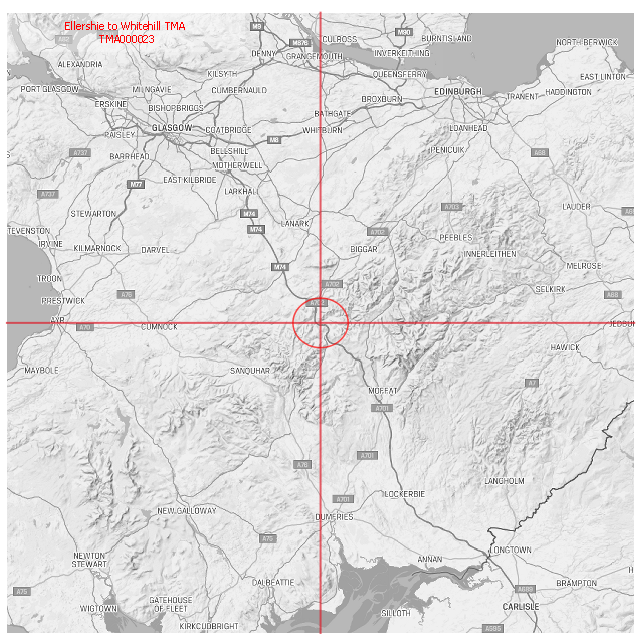 Ellershie to Whitehill TMA
TMA000023
M9
M90
M876
CULROSS
BURNTISLAND
DENNY
GRANGEMOUTH
INVERKEITHING
NORTH BERWICK
ALEXANDRIA
KILSYTH
QUEENSFERRY
EAST LINTON
PORT GLASGOW
MILNGAVIE
CUMBERNAULD
EDINBURGH
HADDINGTON
ERSKINE
BISHOPBRIGGS
BROXBURN
TRANENT
BATHGATE
PAISLEY
GLASGOW
COATBRIDGE
WHITBURN
LOANHEAD
M8
BARRHEAD
BELLSHILL
PENICUIK
A68
A737
MOTHERWELL
EAST KILBRIDE
M77
A737
LARKHALL
STEWARTON
M74
A703
LAUDER
M74
LANARK
A702
STEVENSTON
IRVINE
KILMARNOCK
DARVEL
BIGGAR
PEEBLES
INNERLEITHEN
M74
MELROSE
TROON
A702
SELKIRK
A76
A68
PRESTWICK
A702
AYR
A70
CUMNOCK
JEDBU
HAWICK
MAYBOLE
SANQUHAR
A7
MOFFAT
A701
A701
A76
LANGHOLM
A701
LOCKERBIE
NEW GALLOWAY
DUMFRIES
A75
LONGTOWN
NEWTON
STEWART
ANNAN
DALBEATTIE
BRAMPTON
A75
A689
GATEHOUSE
OF FLEET
WIGTOWN
SILLOTH
CARLISLE
KIRKCUDBRIGHT